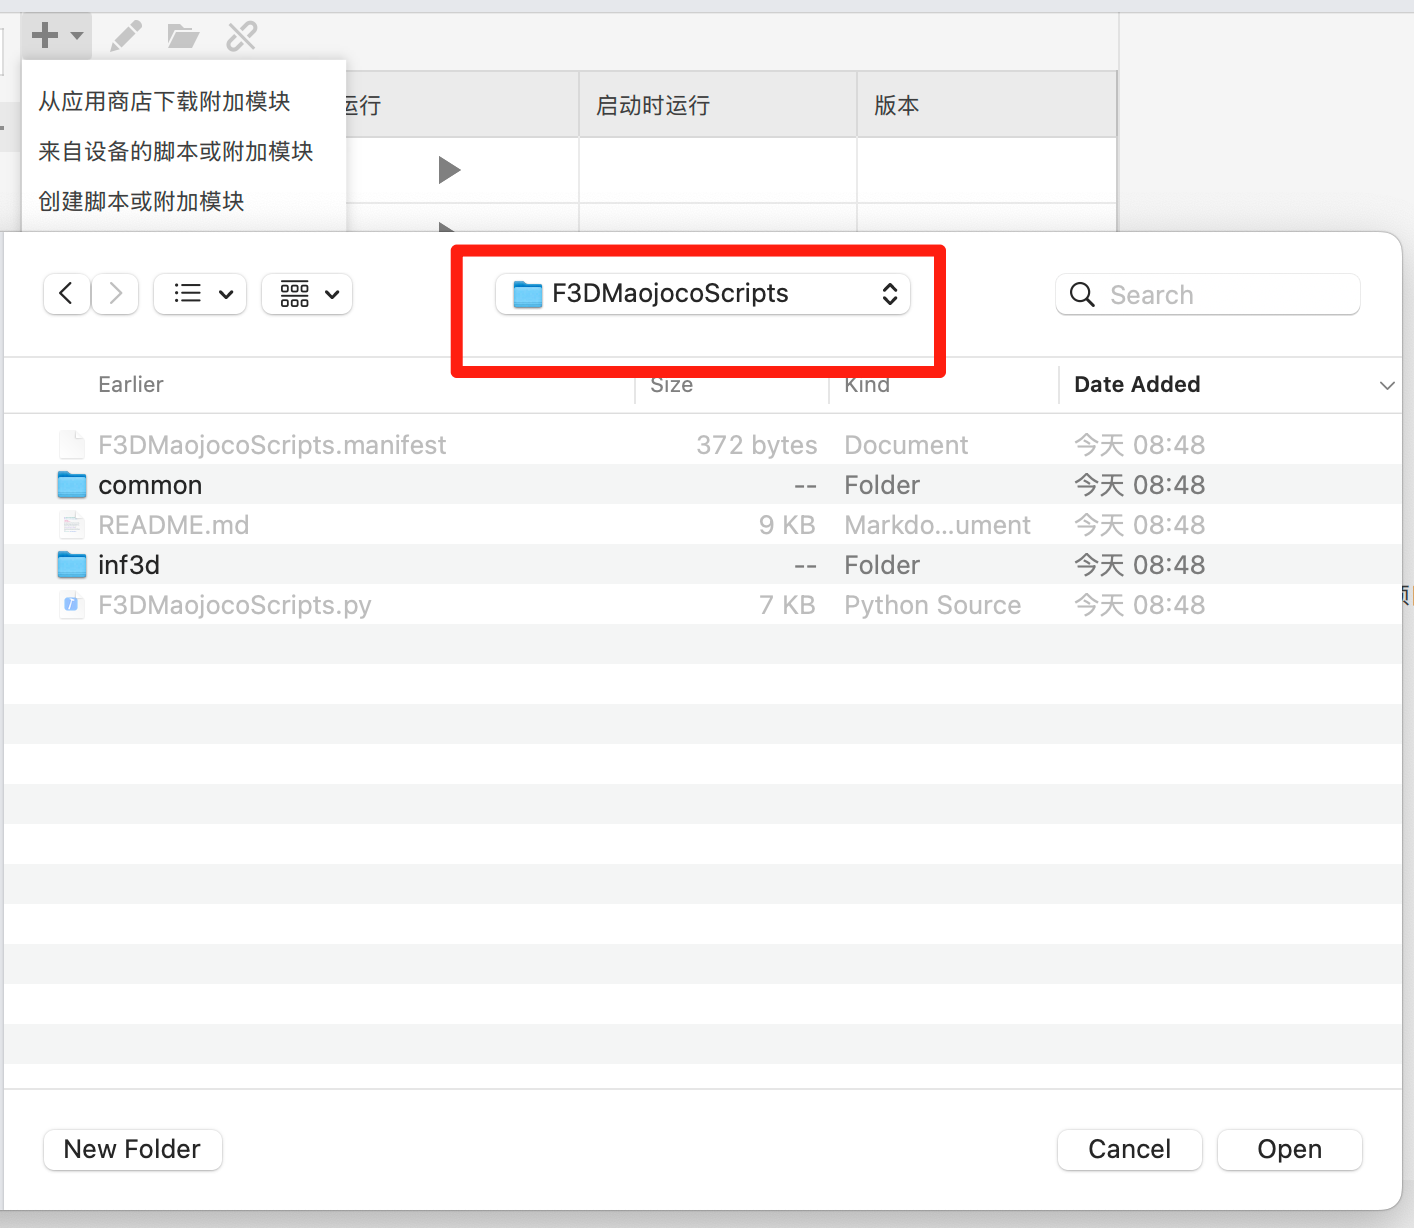 从应用商店下载附加模块
来自设备的脚本或附加模块
创建脚本或附加模块
运行 启动时运行 版本
F3DMaojocoScripts Search
Earlier Size Kind Date Added
F3DMaojocoScripts.manifest 372 bytes Document 今天 08:48
common -- Folder 今天 08:48
README.md 9 KB Markdo...ument 今天 08:48
inf3d -- Folder 今天 08:48
F3DMaojocoScripts.py 7 KB Python Source 今天 08:48
New Folder Cancel Open